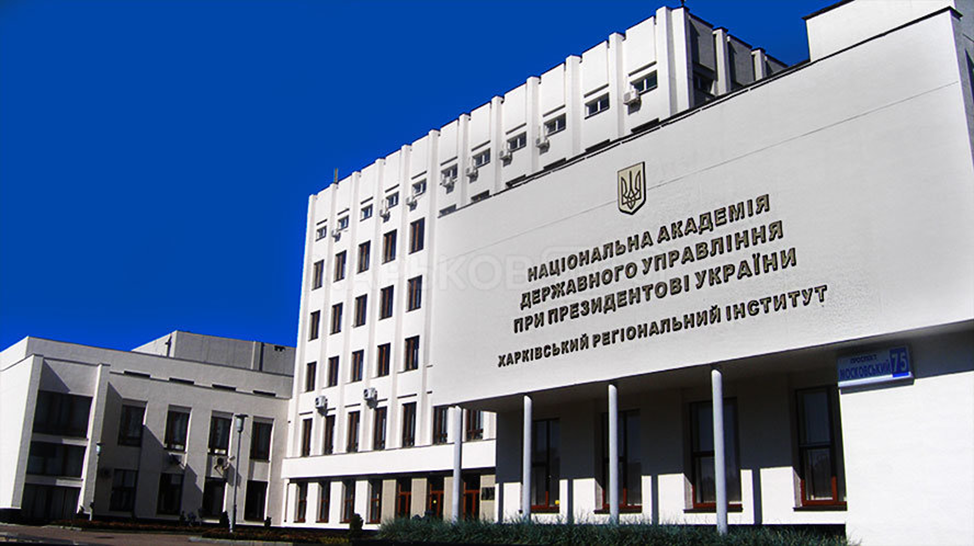 НАЦІОНАЛЬНА АКАДЕМІЯ
ДЕРЖАВНОГО УПРАВЛІННЯ
ПРИ ПРЕЗИДЕНТОВІ УКРАЇНИ
ХАРКІВСЬКИЙ РЕГІОНАЛЬНИЙ ІНСТИТУТ
ПРОСПЕКТ
МОСКОВСЬКИЙ 75